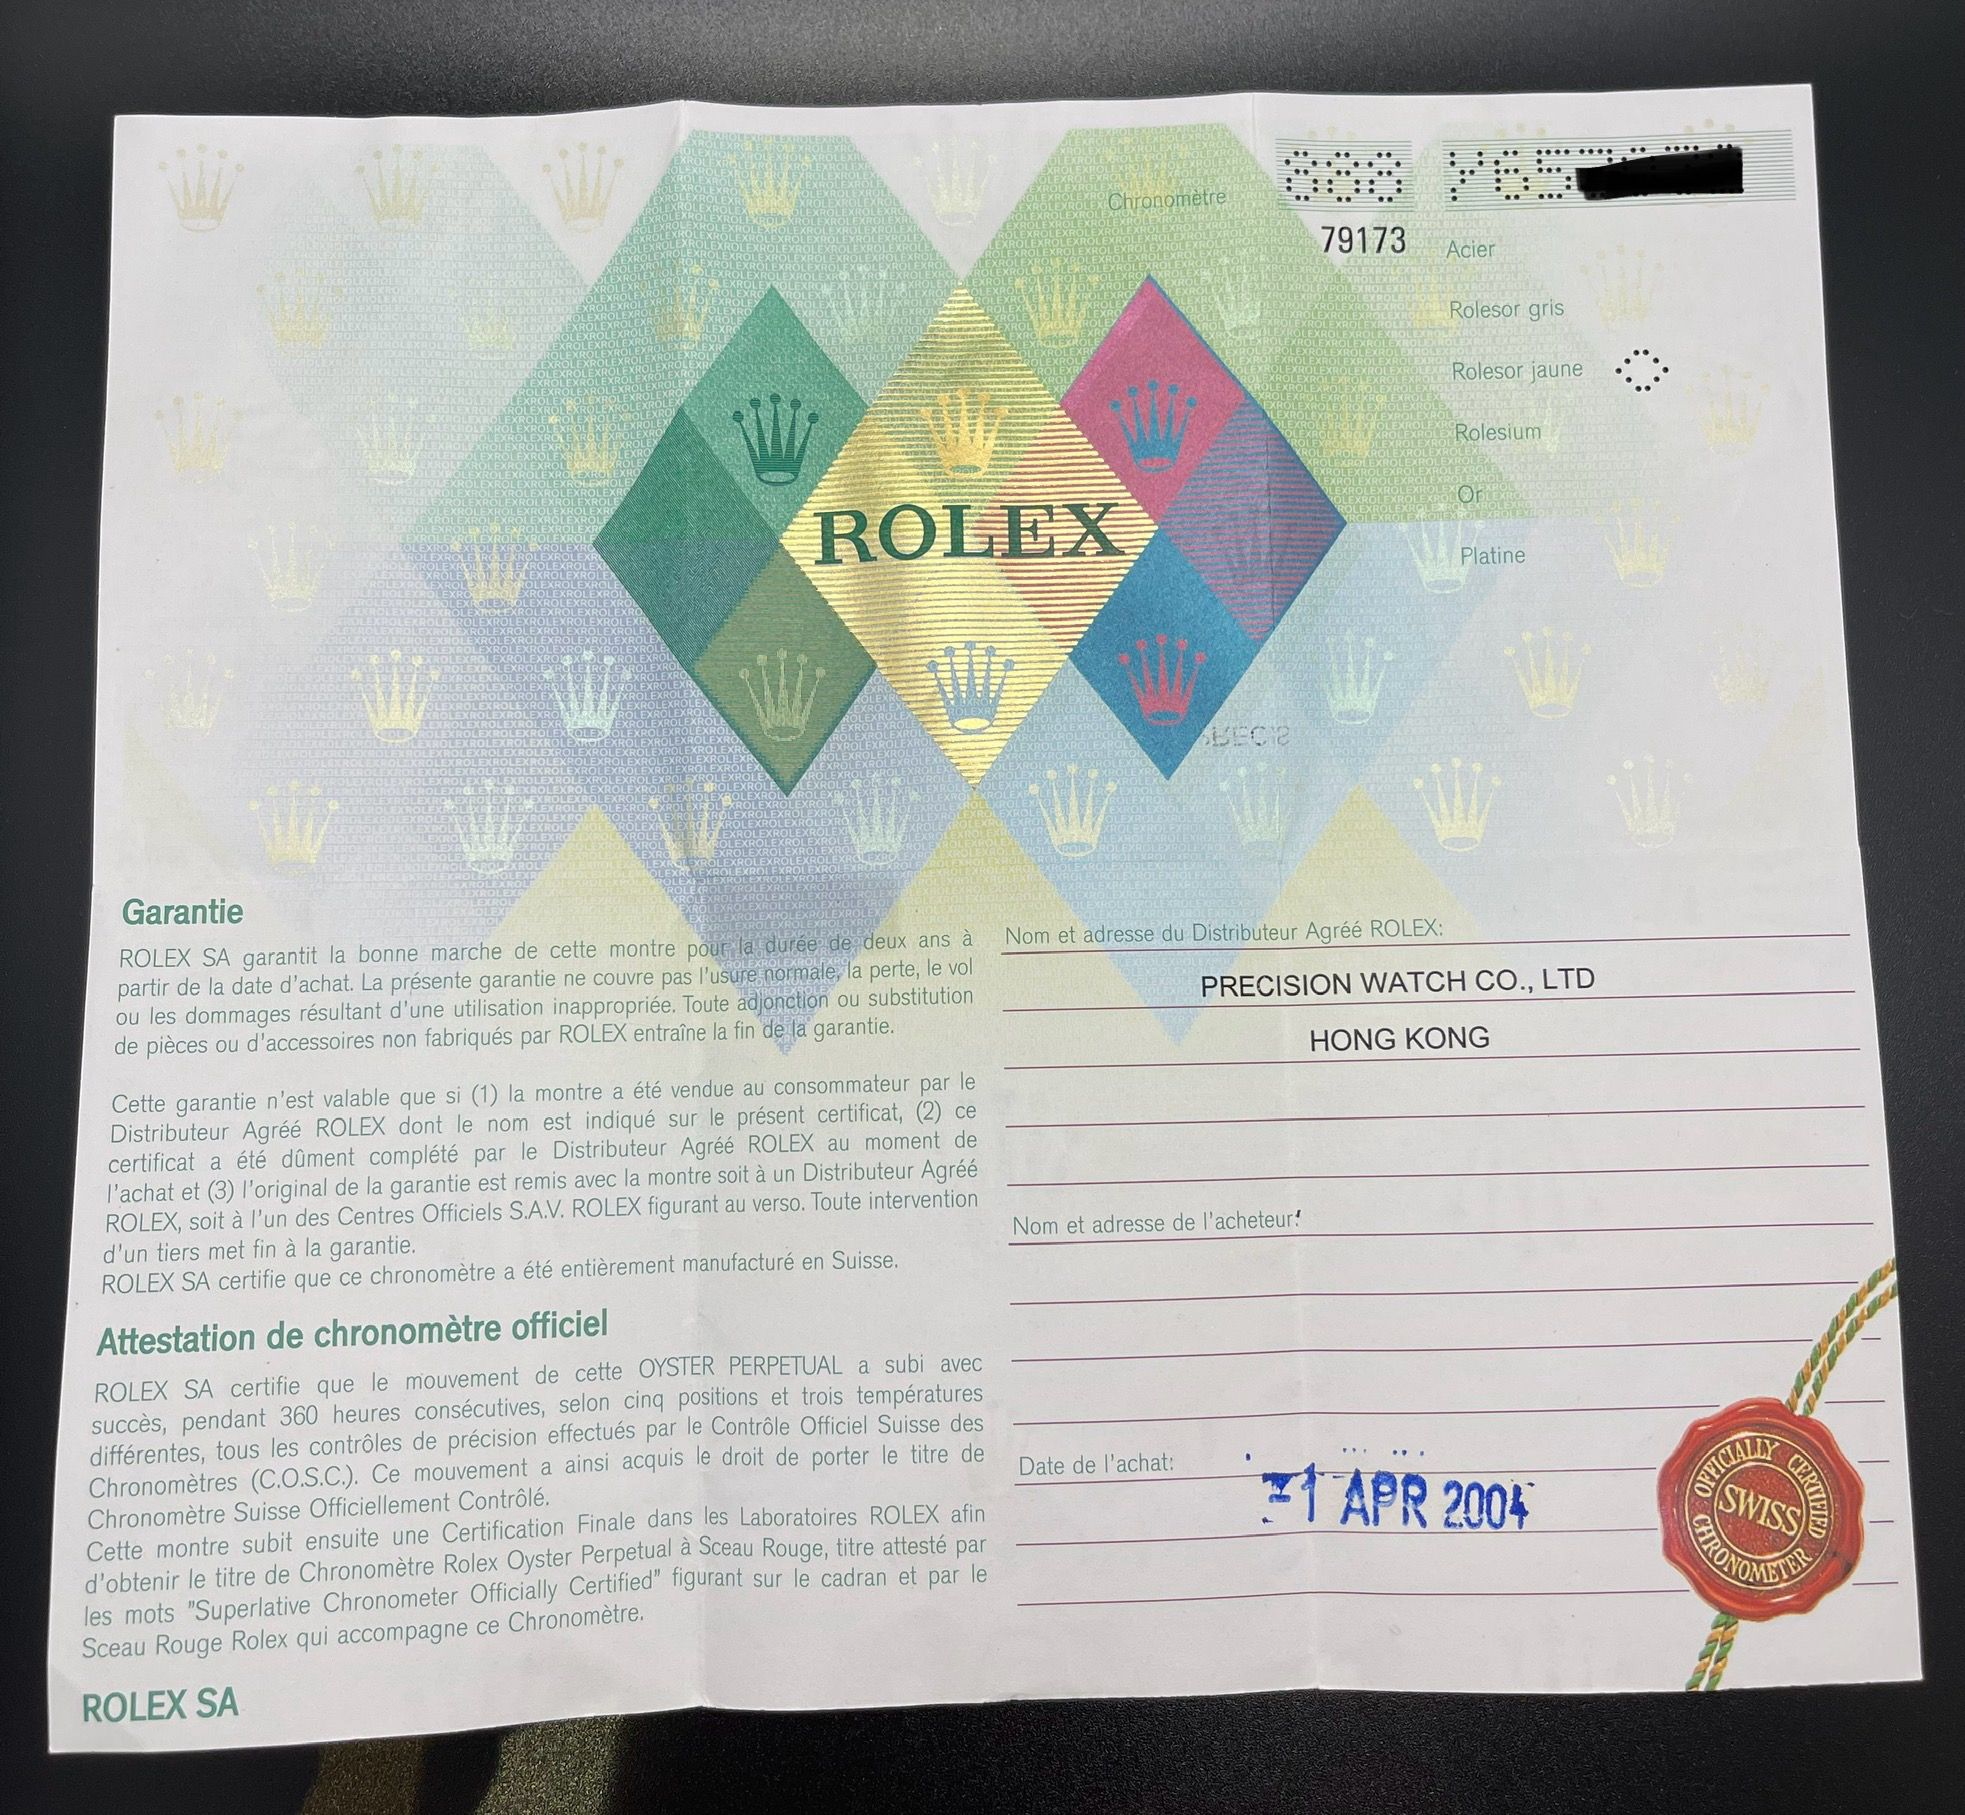 888 Y65
Chronomètre
79173
Acier
Rolesor gris
Rolesor jaune
Rolesium
Or
Platine
ROLEX
Garantie
ROLEX SA garantit la bonne marche de cette montre pour la durée de deux ans à
partir de la date d'achat. La présente garantie ne couvre pas l'usure normale, la perte, le vol
ou les dommages résultant d'une utilisation inappropriée. Toute adjonction ou substitution
de pièces ou d'accessoires non fabriqués par ROLEX entraîne la fin de la garantie.
Cette garantie n'est valable que si (1) la montre a été vendue au consommateur par le
Distributeur Agréé ROLEX dont le nom est indiqué sur le présent certificat, (2) ce
certificat a été dûment complété par le Distributeur Agréé ROLEX au moment de
l'achat et (3) l'original de la garantie est remis avec la montre soit à un Distributeur Agréé
ROLEX, soit à l'un des Centres Officiels S.A.V. ROLEX figurant au verso. Toute intervention
d'un tiers met fin à la garantie.
ROLEX SA certifie que ce chronomètre a été entièrement manufacturé en Suisse.
Attestation de chronomètre officiel
ROLEX SA certifie que le mouvement de cette OYSTER PERPETUAL a subi avec
succès, pendant 360 heures consécutives, selon cinq positions et trois températures
différentes, tous les contrôles de précision effectués par le Contrôle Officiel Suisse des
Chronomètres (C.O.S.C.). Ce mouvement a ainsi acquis le droit de porter le titre de
Chronomètre Suisse Officiellement Contrôlé.
Cette montre subit ensuite une Certification Finale dans les Laboratoires ROLEX afin
d'obtenir le titre de Chronomètre Rolex Oyster Perpetual à Sceau Rouge, titre attesté par
les mots "Superlative Chronometer Officially Certified" figurant sur le cadran et par le
Sceau Rouge Rolex qui accompagne ce Chronomètre.
ROLEX SA
Nom et adresse du Distributeur Agréé ROLEX:
PRECISION WATCH CO., LTD
HONG KONG
Nom et adresse de l'acheteur:
Date de l'achat:
1 APR 2004
OFFICIALLY CERTIFIED
SWISS
CHRONOMETER